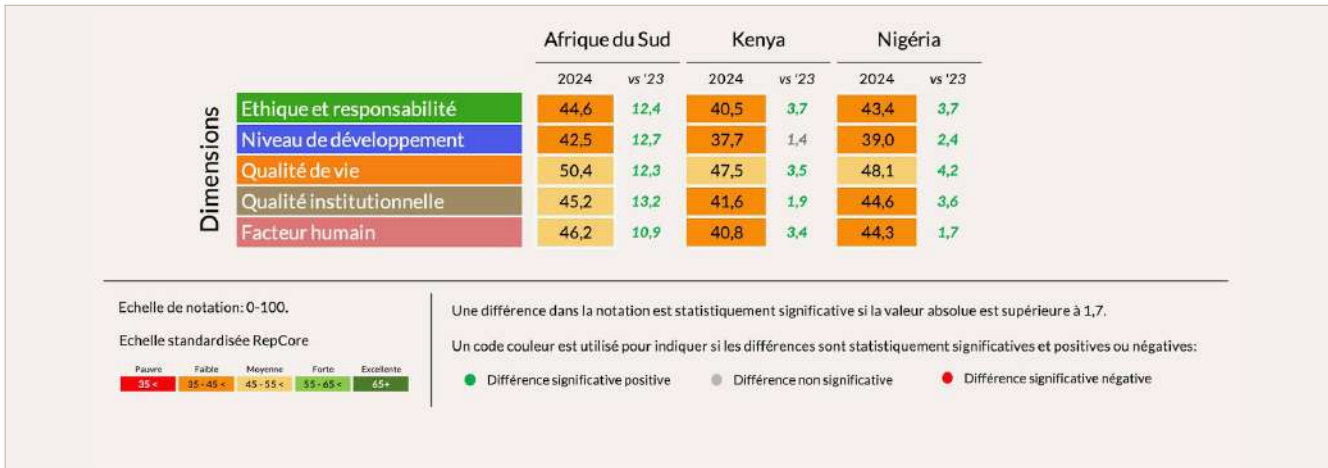 Afrique du Sud Kenya Nigéria
2024 vs '23 2024 vs '23 2024 vs '23
Dimensions
Ethique et responsabilité 44,6 12,4 40,5 3,7 43,4 3,7
Niveau de développement 42,5 12,7 37,7 1,4 39,0 2,4
Qualité de vie 50,4 12,3 47,5 3,5 48,1 4,2
Qualité institutionnelle 45,2 13,2 41,6 1,9 44,6 3,6
Facteur humain 46,2 10,9 40,8 3,4 44,3 1,7
Echelle de notation: 0-100.
Echelle standardisée RepCore
Pauvre Faible Moyenne Forte Excellente
35 < 35 - 45 < 45 - 55 < 55 - 65 < 65+
Une différence dans la notation est statistiquement significative si la valeur absolue est supérieure à 1,7.
Un code couleur est utilisé pour indiquer si les différences sont statistiquement significatives et positives ou négatives:
Différence significative positive Différence non significative Différence significative négative